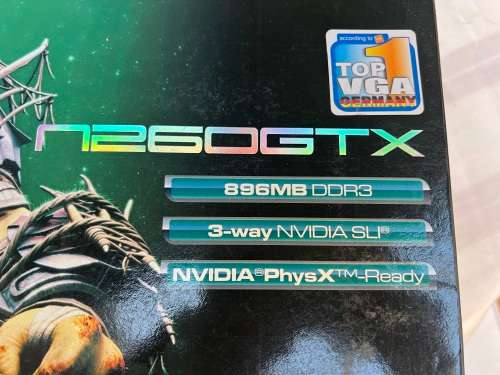 according to
1
TOP
VGA
GERMANY
N260GTX
896MB DDR3
3-way NVIDIA SLI®
NVIDIA® PhysX™-Ready